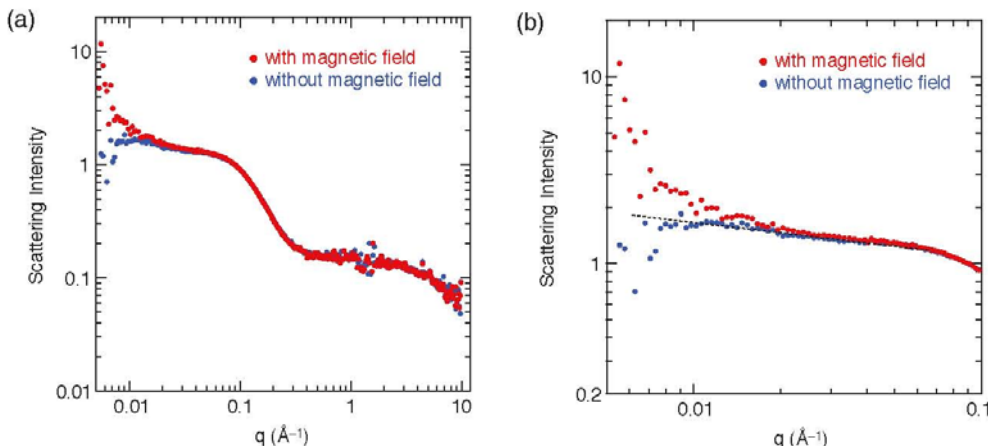 (a)
10
1
0.1
0.01
Scattering Intensity
with magnetic field
without magnetic field
0.01
0.1
1
10
q (Å⁻¹)
(b)
10
1
0.2
Scattering Intensity
with magnetic field
without magnetic field
0.01
0.1
q (Å⁻¹)